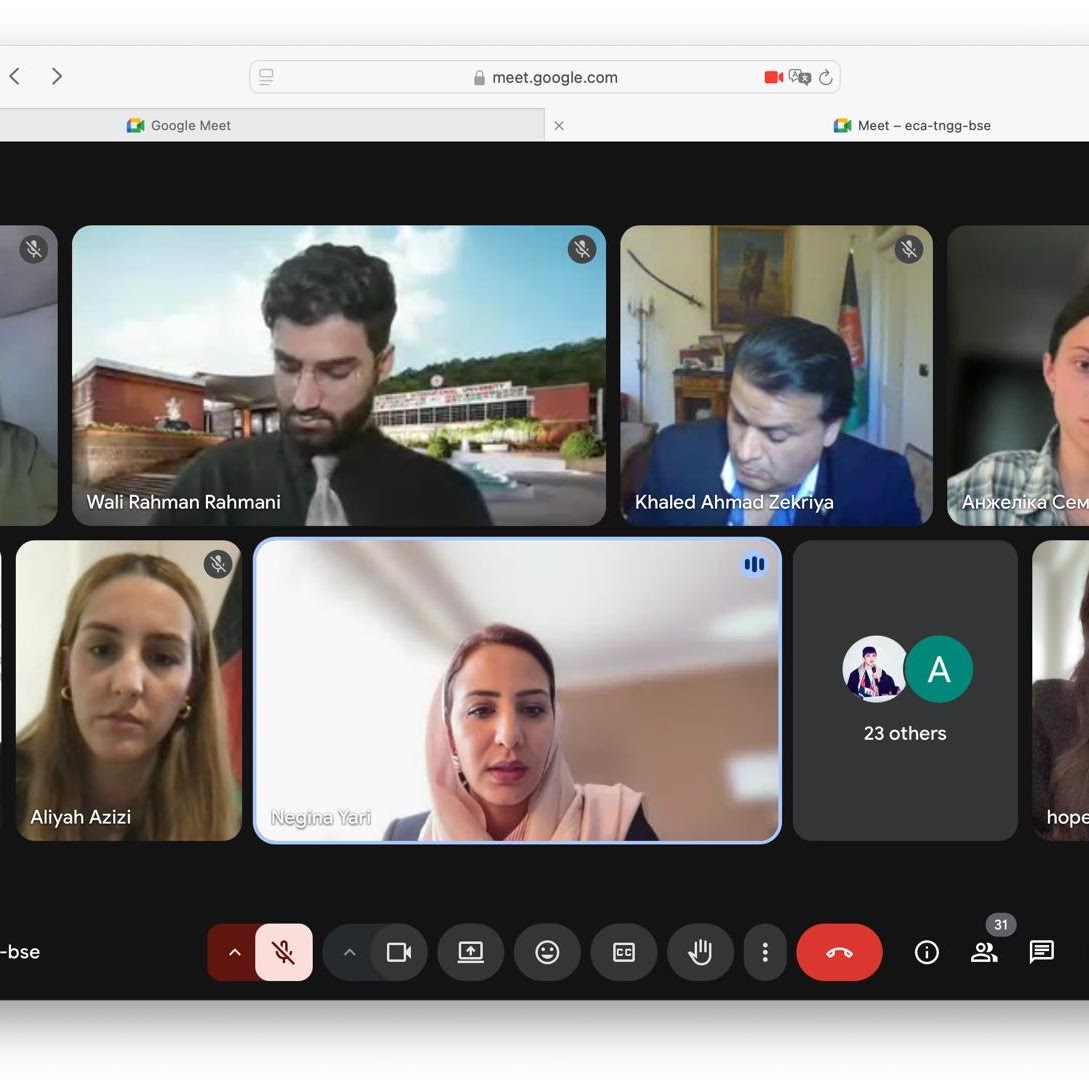 meet.google.com
Google Meet
Meet – eca-tngg-bse
Wali Rahman Rahmani
Khaled Ahmad Zekriya
Анжеліка Сем
Aliyah Azizi
Negina Yari
A
23 others
hope
-bse
CC
31